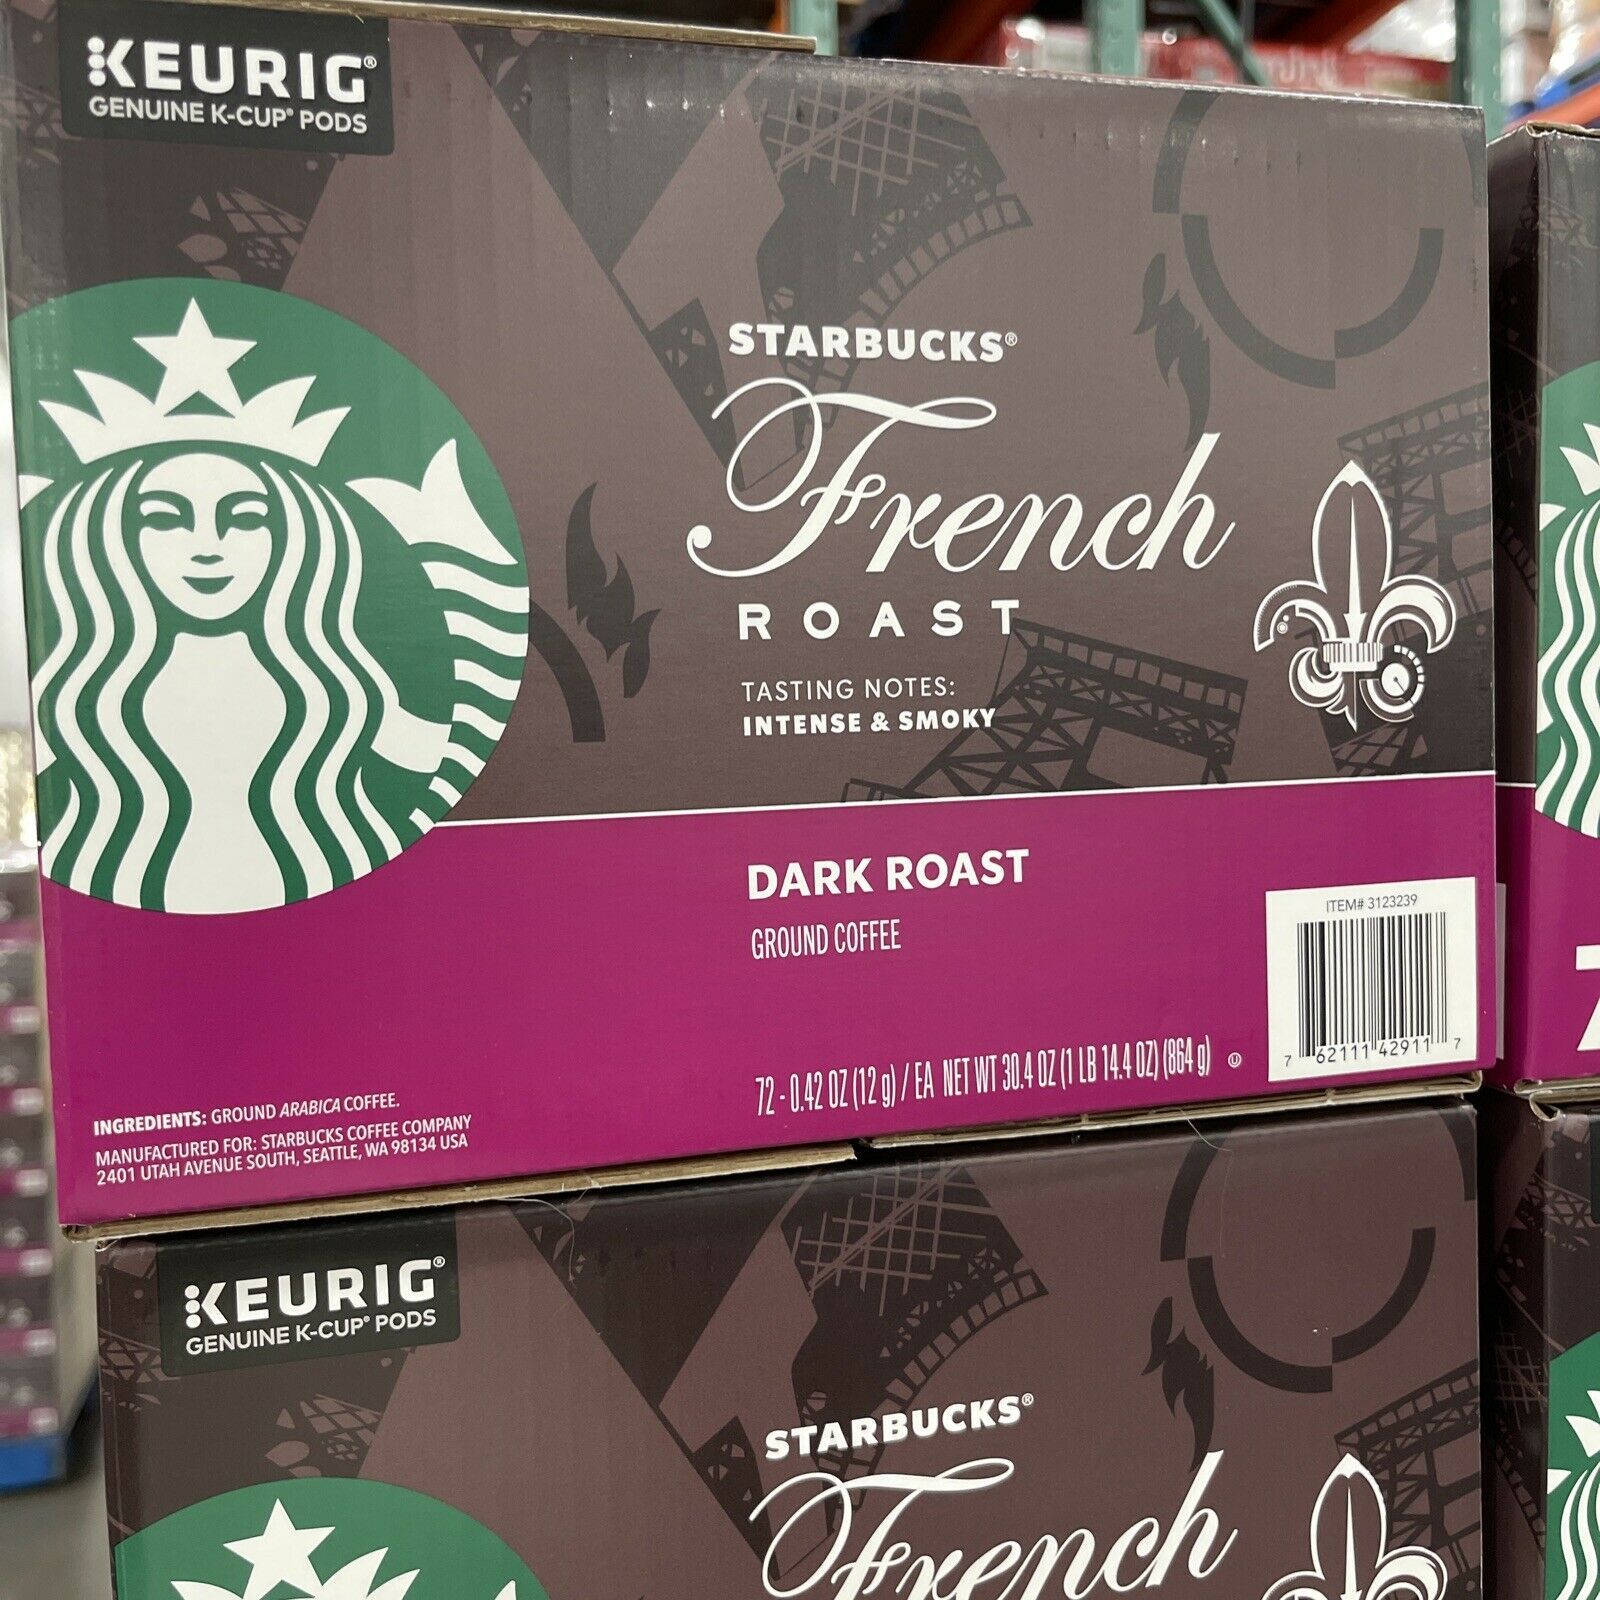 KEURIG®
GENUINE K-CUP® PODS
STARBUCKS®
French
ROAST
TASTING NOTES:
INTENSE & SMOKY
DARK ROAST
GROUND COFFEE
ITEM# 3123239
7 62111 42911 7
72 - 0.42 OZ (12 g) / EA NET WT 30.4 OZ (1 LB 14.4 OZ) (864 g) U
INGREDIENTS: GROUND ARABICA COFFEE.
MANUFACTURED FOR: STARBUCKS COFFEE COMPANY
2401 UTAH AVENUE SOUTH, SEATTLE, WA 98134 USA
7
KEURIG®
GENUINE K-CUP® PODS
STARBUCKS®
French